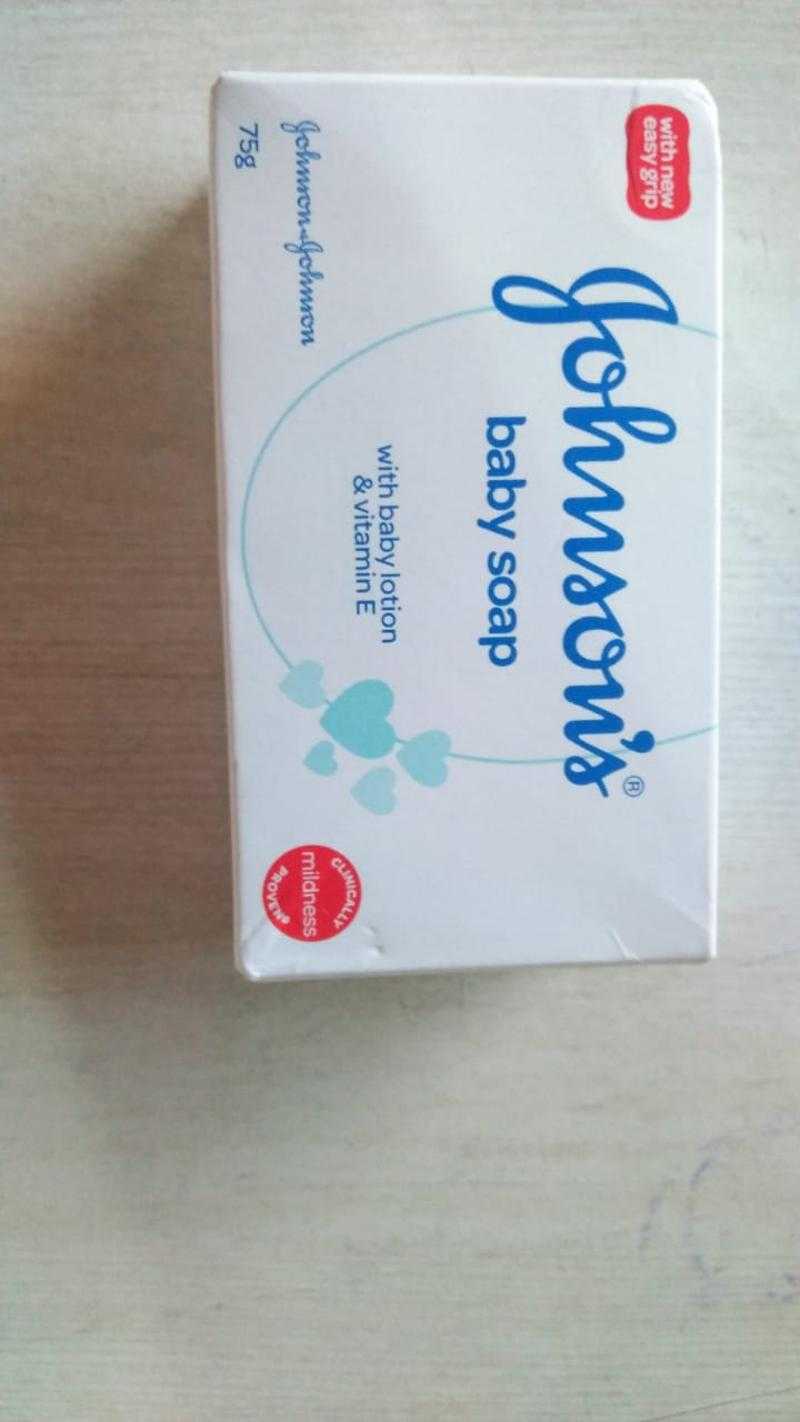 with new
easy grip
Johnson's®
baby soap
with baby lotion
& vitamin E
Johnson & Johnson
75g
CLINICALLY
mildness
PROVEN